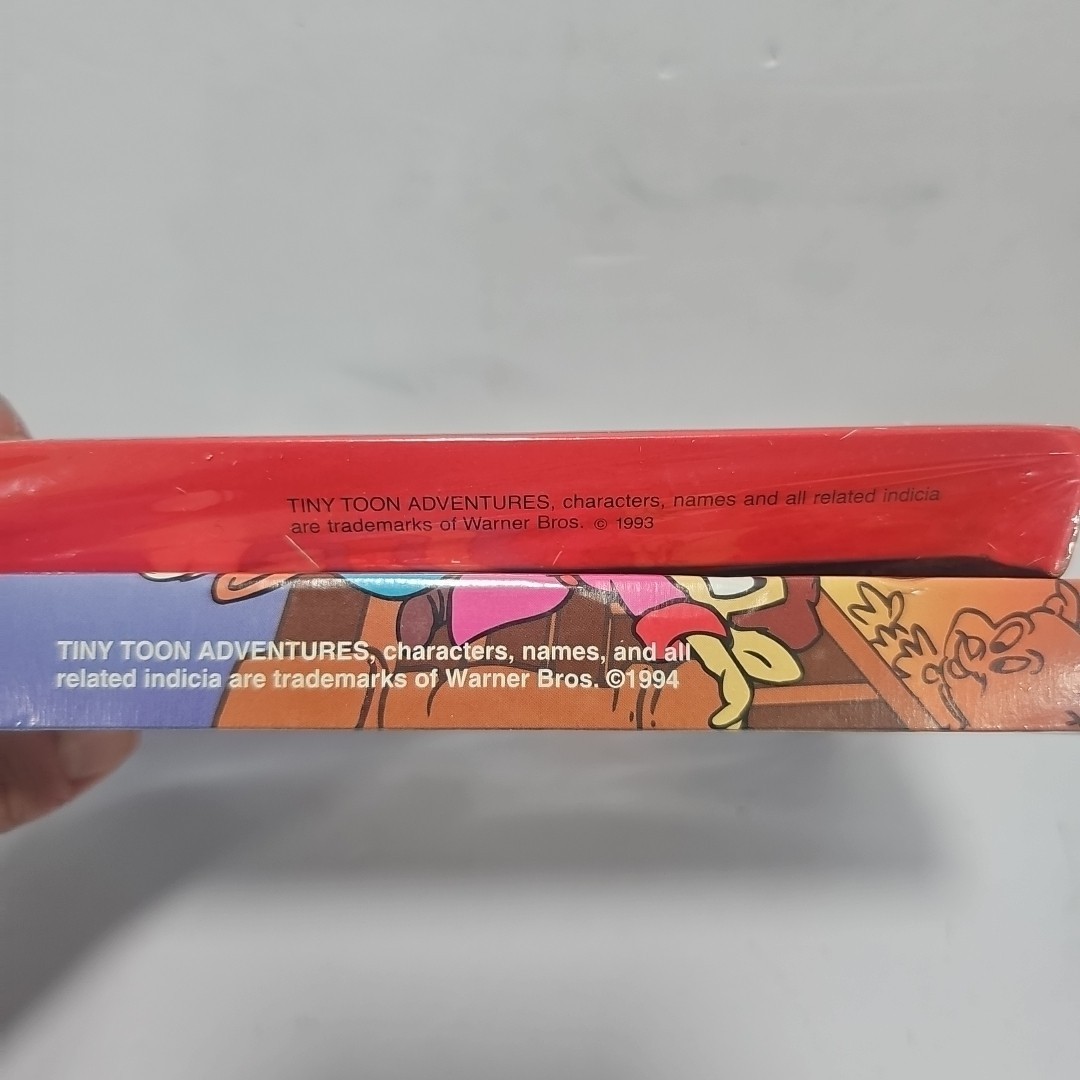 TINY TOON ADVENTURES, characters, names and all related indicia
are trademarks of Warner Bros. © 1993
TINY TOON ADVENTURES, characters, names, and all
related indicia are trademarks of Warner Bros. ©1994